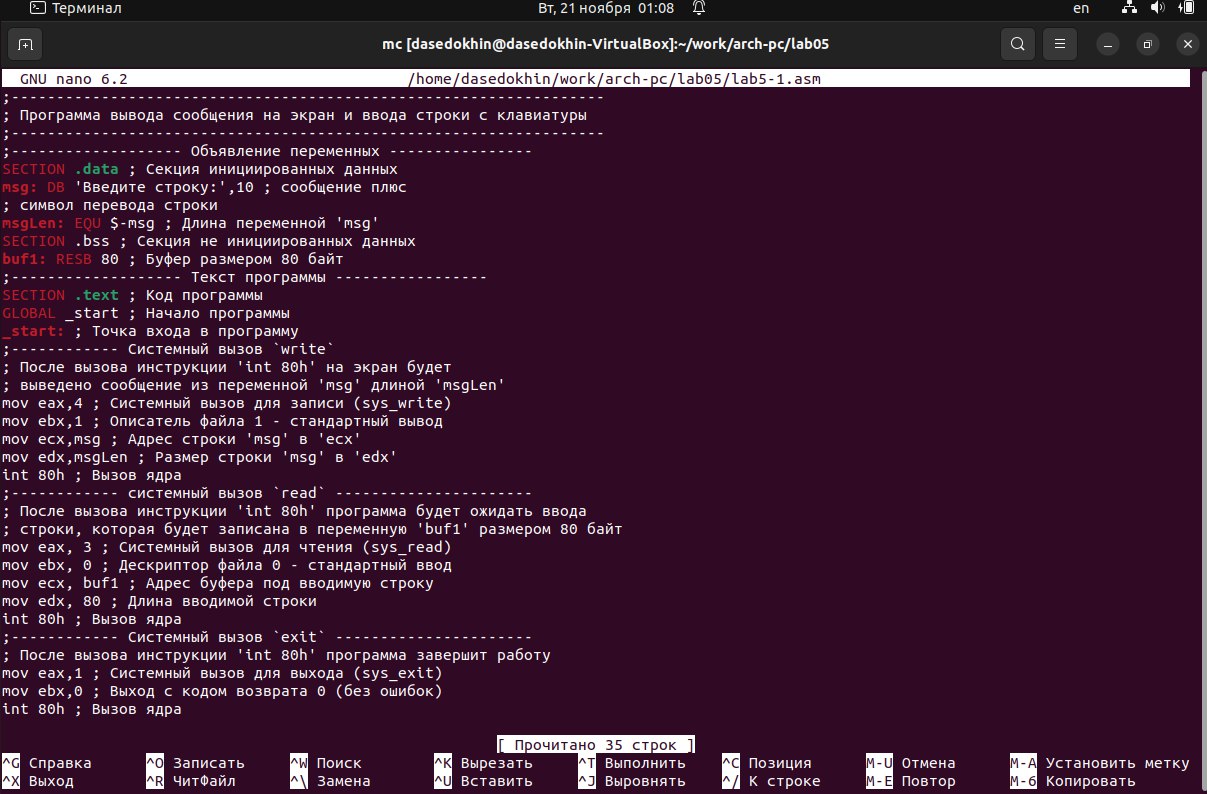 Терминал
Вт, 21 ноября 01:08
en
mc [dasedokhin@dasedokhin-VirtualBox]:~/work/arch-pc/lab05
GNU nano 6.2 /home/dasedokhin/work/arch-pc/lab05/lab5-1.asm
;------------------------------------------------------------------
; Программа вывода сообщения на экран и ввода строки с клавиатуры
;------------------------------------------------------------------
;------------------- Объявление переменных ----------------
SECTION .data ; Секция инициированных данных
msg: DB 'Введите строку:',10 ; сообщение плюс
; символ перевода строки
msgLen: EQU $-msg ; Длина переменной 'msg'
SECTION .bss ; Секция не инициированных данных
buf1: RESB 80 ; Буфер размером 80 байт
;------------------- Текст программы -----------------
SECTION .text ; Код программы
GLOBAL _start ; Начало программы
_start: ; Точка входа в программу
;------------ Системный вызов `write`
; После вызова инструкции 'int 80h' на экран будет
; выведено сообщение из переменной 'msg' длиной 'msgLen'
mov eax,4 ; Системный вызов для записи (sys_write)
mov ebx,1 ; Описатель файла 1 - стандартный вывод
mov ecx,msg ; Адрес строки 'msg' в 'ecx'
mov edx,msgLen ; Размер строки 'msg' в 'edx'
int 80h ; Вызов ядра
;------------ системный вызов `read` ----------------------
; После вызова инструкции 'int 80h' программа будет ожидать ввода
; строки, которая будет записана в переменную 'buf1' размером 80 байт
mov eax, 3 ; Системный вызов для чтения (sys_read)
mov ebx, 0 ; Дескриптор файла 0 - стандартный ввод
mov ecx, buf1 ; Адрес буфера под вводимую строку
mov edx, 80 ; Длина вводимой строки
int 80h ; Вызов ядра
;------------ Системный вызов `exit` ----------------------
; После вызова инструкции 'int 80h' программа завершит работу
mov eax,1 ; Системный вызов для выхода (sys_exit)
mov ebx,0 ; Выход с кодом возврата 0 (без ошибок)
int 80h ; Вызов ядра
[ Прочитано 35 строк ]
^G Справка ^O Записать ^W Поиск ^K Вырезать ^T Выполнить ^C Позиция M-U Отмена M-A Установить метку
^X Выход ^R ЧитФайл ^\ Замена ^U Вставить ^J Выровнять ^/ К строке M-E Повтор M-6 Копировать